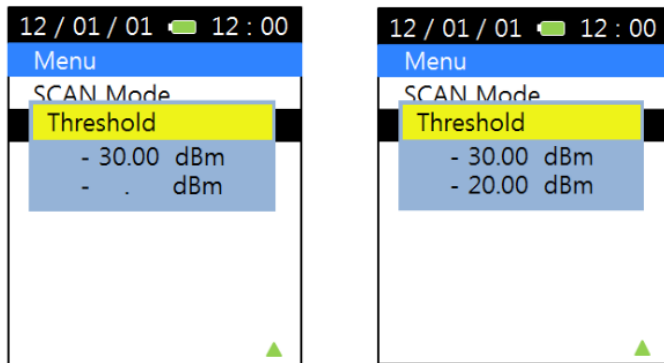 12 / 01 / 01 12 : 00
Menu
SCAN Mode
Threshold
- 30.00 dBm
- . dBm
12 / 01 / 01 12 : 00
Menu
SCAN Mode
Threshold
- 30.00 dBm
- 20.00 dBm